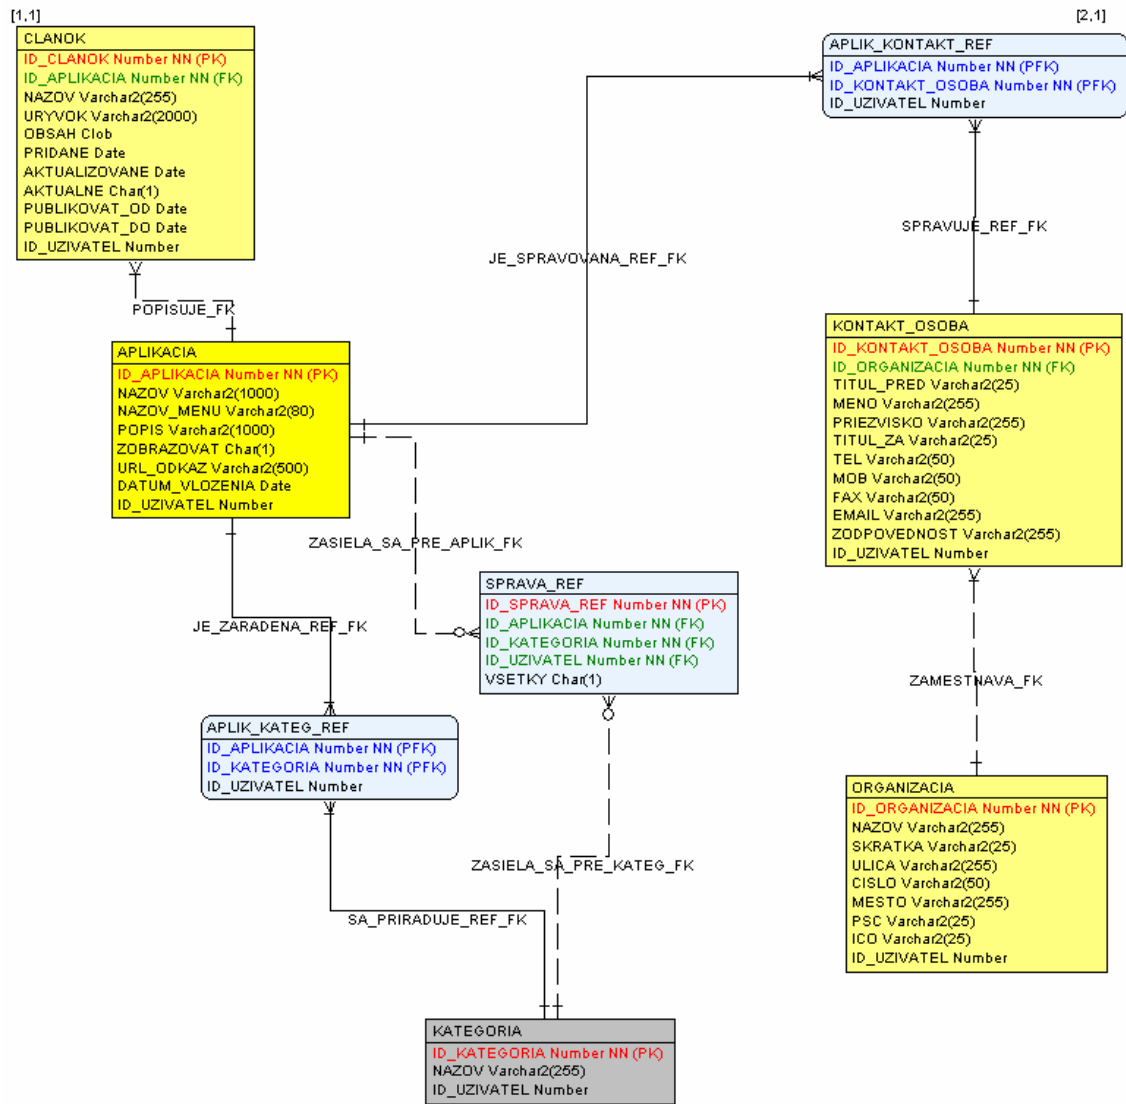 [1,1]
[2,1]
CLANOK
ID_CLANOK Number NN (PK)
ID_APLIKACIA Number NN (FK)
NAZOV Varchar2(255)
URYVOK Varchar2(2000)
OBSAH Clob
PRIDANE Date
AKTUALIZOVANE Date
AKTUALNE Char(1)
PUBLIKOVAT_OD Date
PUBLIKOVAT_DO Date
ID_UZIVATEL Number
APLIK_KONTAKT_REF
ID_APLIKACIA Number NN (PFK)
ID_KONTAKT_OSOBA Number NN (PFK)
ID_UZIVATEL Number
SPRAVUJE_REF_FK
JE_SPRAVOVANA_REF_FK
POPISUJE_FK
APLIKACIA
ID_APLIKACIA Number NN (PK)
NAZOV Varchar2(1000)
NAZOV_MENU Varchar2(80)
POPIS Varchar2(1000)
ZOBRAZOVAT Char(1)
URL_ODKAZ Varchar2(500)
DATUM_VLOZENIA Date
ID_UZIVATEL Number
KONTAKT_OSOBA
ID_KONTAKT_OSOBA Number NN (PK)
ID_ORGANIZACIA Number NN (FK)
TITUL_PRED Varchar2(25)
MENO Varchar2(255)
PRIEZVISKO Varchar2(255)
TITUL_ZA Varchar2(25)
TEL Varchar2(50)
MOB Varchar2(50)
FAX Varchar2(50)
EMAIL Varchar2(255)
ZODPOVEDNOST Varchar2(255)
ID_UZIVATEL Number
ZASIELA_SA_PRE_APLIK_FK
SPRAVA_REF
ID_SPRAVA_REF Number NN (PK)
ID_APLIKACIA Number NN (FK)
ID_KATEGORIA Number NN (FK)
ID_UZIVATEL Number NN (FK)
VSETKY Char(1)
JE_ZARADENA_REF_FK
ZAMESTNAVA_FK
APLIK_KATEG_REF
ID_APLIKACIA Number NN (PFK)
ID_KATEGORIA Number NN (PFK)
ID_UZIVATEL Number
ORGANIZACIA
ID_ORGANIZACIA Number NN (PK)
NAZOV Varchar2(255)
SKRATKA Varchar2(25)
ULICA Varchar2(255)
CISLO Varchar2(50)
MESTO Varchar2(255)
PSC Varchar2(25)
ICO Varchar2(25)
ID_UZIVATEL Number
ZASIELA_SA_PRE_KATEG_FK
SA_PRIRADUJE_REF_FK
KATEGORIA
ID_KATEGORIA Number NN (PK)
NAZOV Varchar2(255)
ID_UZIVATEL Number